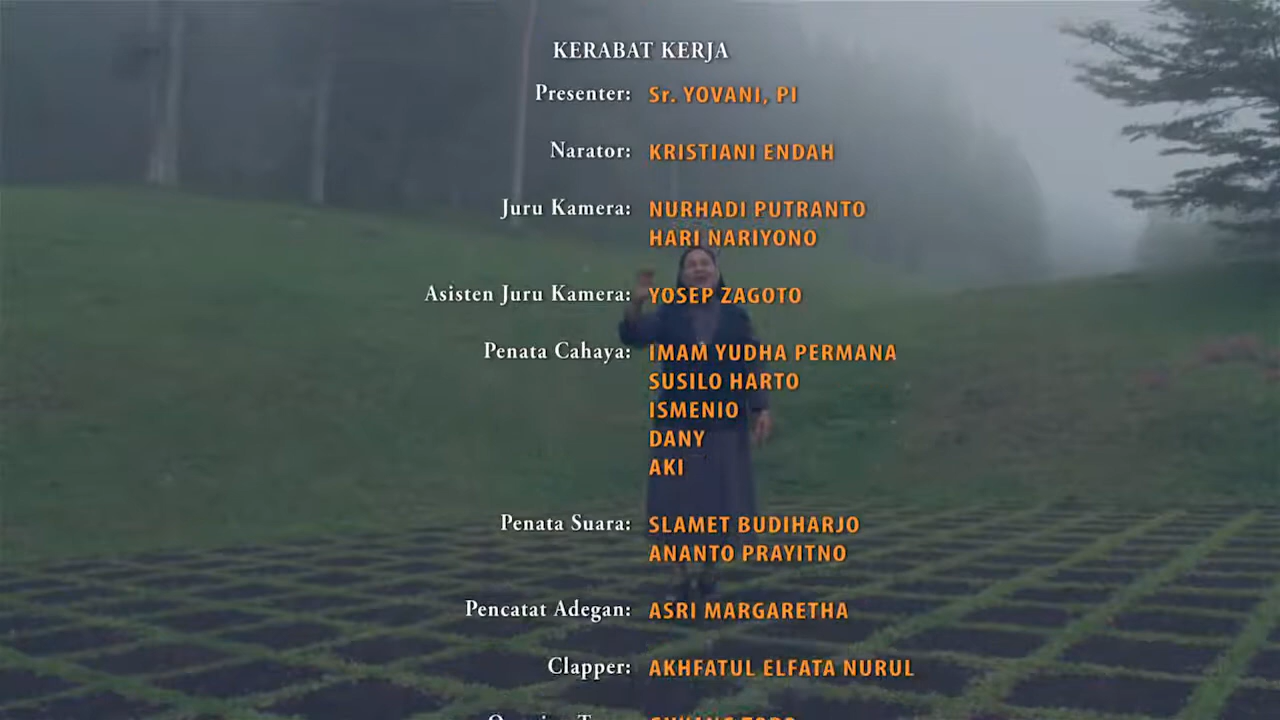 KERABAT KERJA
Presenter: Sr. YOVANI, PI
Narator: KRISTIANI ENDAH
Juru Kamera: NURHADI PUTRANTO
HARI NARIYONO
Asisten Juru Kamera: YOSEP ZAGOTO
Penata Cahaya: IMAM YUDHA PERMANA
SUSILO HARTO
ISMENIO
DANY
AKI
Penata Suara: SLAMET BUDIHARJO
ANANTO PRAYITNO
Pencatat Adegan: ASRI MARGARETHA
Clapper: AKHFATUL ELFATA NURUL